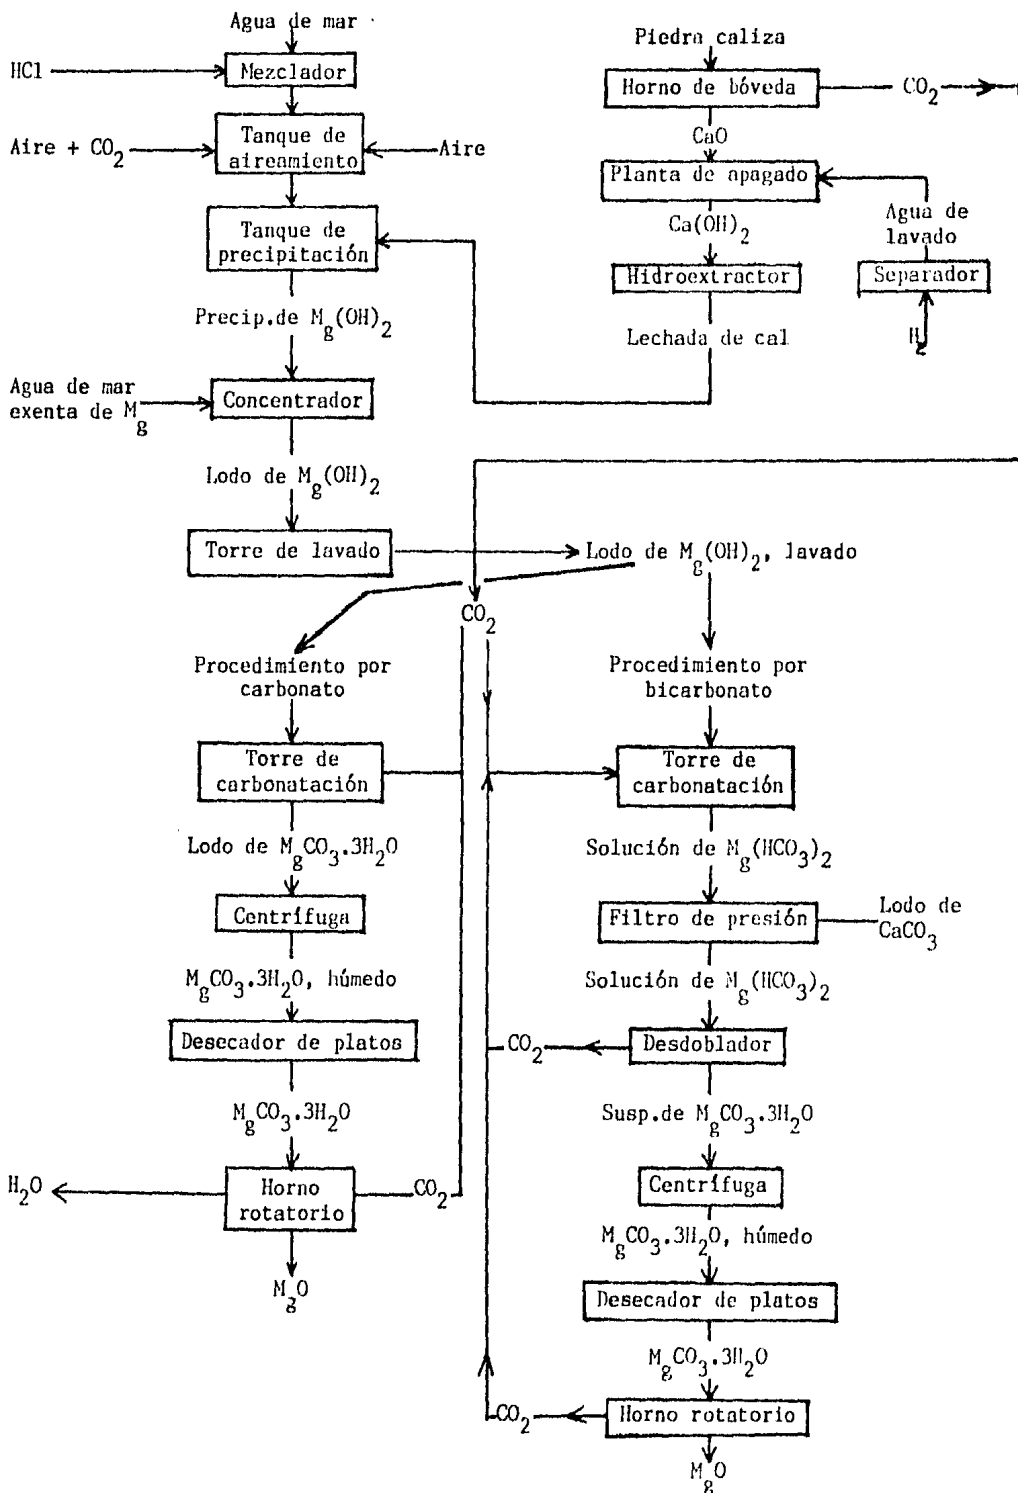 Agua de mar
HCl
Mezclador
Aire + CO2
Tanque de
aireamiento
Aire
Tanque de
precipitación
Precip.de Mg(OH)2
Agua de mar
exenta de Mg
Concentrador
Lodo de Mg(OH)2
Torre de lavado
Lodo de Mg(OH)2, lavado
Piedra caliza
Horno de bóveda
CO2
CaO
Planta de apagado
Ca(OH)2
Agua de
lavado
Hidroextractor
Separador
Lechada de cal
H2
CO2
Procedimiento por
carbonato
Torre de
carbonatación
Lodo de MgCO3.3H2O
Centrífuga
MgCO3.3H2O, húmedo
Desecador de platos
MgCO3.3H2O
H2O
Horno
rotatorio
CO2
MgO
Procedimiento por
bicarbonato
Torre de
carbonatación
Solución de Mg(HCO3)2
Filtro de presión
Lodo de
CaCO3
Solución de Mg(HCO3)2
CO2
Desdoblador
Susp.de MgCO3.3H2O
Centrífuga
MgCO3.3H2O, húmedo
Desecador de platos
MgCO3.3H2O
CO2
Horno rotatorio
MgO